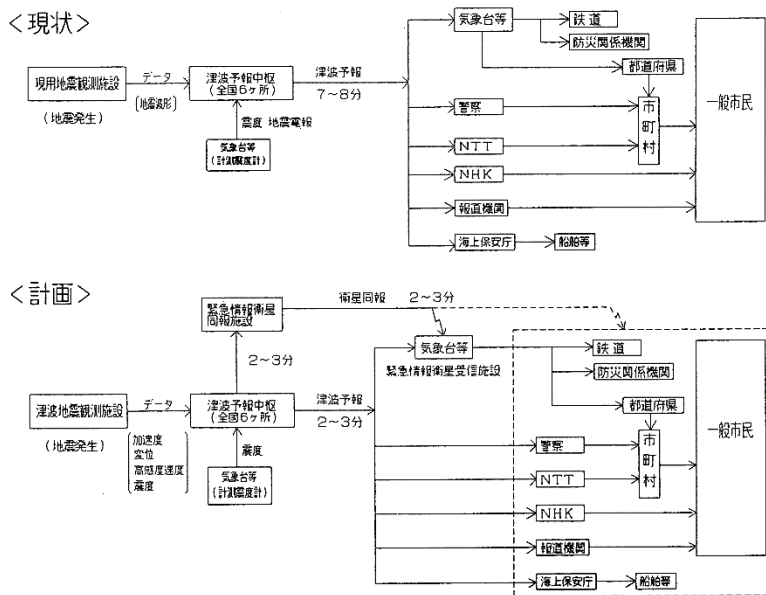 <現状>
現用地震観測施設
(地震発生)
データ
〔地震波形〕
津波予報中枢
(全国6ヶ所)
震度 地震電報
気象台等
(計測震度計)
津波予報
7~8分
気象台等
鉄道
防災関係機関
都道府県
警察
NTT
市町村
NHK
報道機関
海上保安庁
船舶等
一般市民
<計画>
緊急情報衛星
同報施設
衛星同報 2~3分
2~3分
津波地震観測施設
(地震発生)
データ
加速度
変位
高感度速度
震度
津波予報中枢
(全国6ヶ所)
震度
気象台等
(計測震度計)
津波予報
2~3分
気象台等
緊急情報衛星受信施設
鉄道
防災関係機関
都道府県
警察
NTT
市町村
NHK
報道機関
海上保安庁
船舶等
一般市民